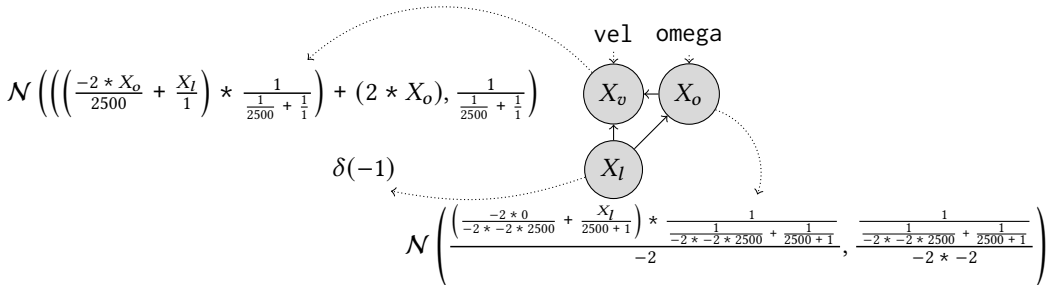 vel omega
X_v X_o
𝒩 ( ( ( (-2 * X_o)/2500 + X_l/1 ) * 1/(1/2500 + 1/1) ) + (2 * X_o), 1/(1/2500 + 1/1) )
δ(−1)
X_l
𝒩 ( ( ( (-2 * 0)/(-2 * -2 * 2500) + X_l/(2500 + 1) ) * 1/(1/(-2 * -2 * 2500) + 1/(2500 + 1)) )/(-2), ( 1/(1/(-2 * -2 * 2500) + 1/(2500 + 1)) )/(-2 * -2) )